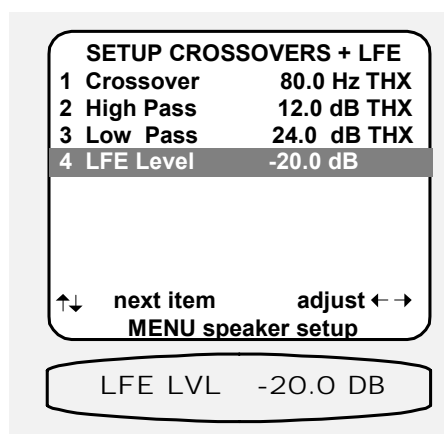 SETUP CROSSOVERS + LFE
1 Crossover 80.0 Hz THX
2 High Pass 12.0 dB THX
3 Low Pass 24.0 dB THX
4 LFE Level -20.0 dB
↑↓ next item adjust ← →
MENU speaker setup
LFE LVL -20.0 DB